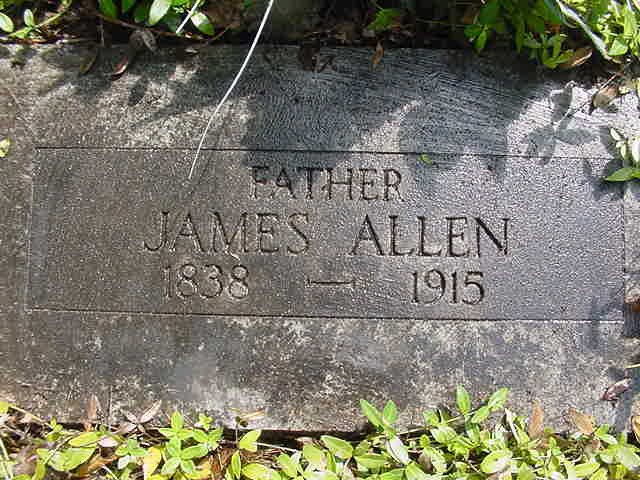 FATHER
JAMES ALLEN
1838 — 1915